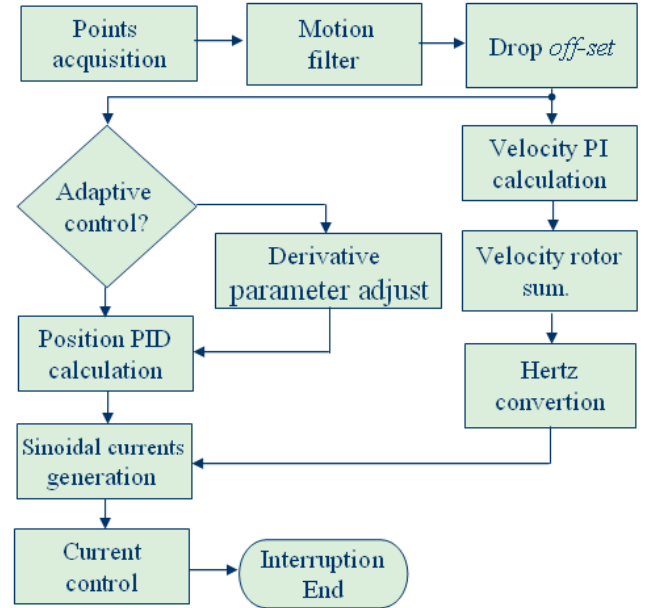 Points
acquisition
Motion
filter
Drop off-set
Adaptive
control?
Derivative
parameter adjust
Velocity PI
calculation
Velocity rotor
sum.
Position PID
calculation
Hertz
convertion
Sinoidal currents
generation
Current
control
Interruption
End